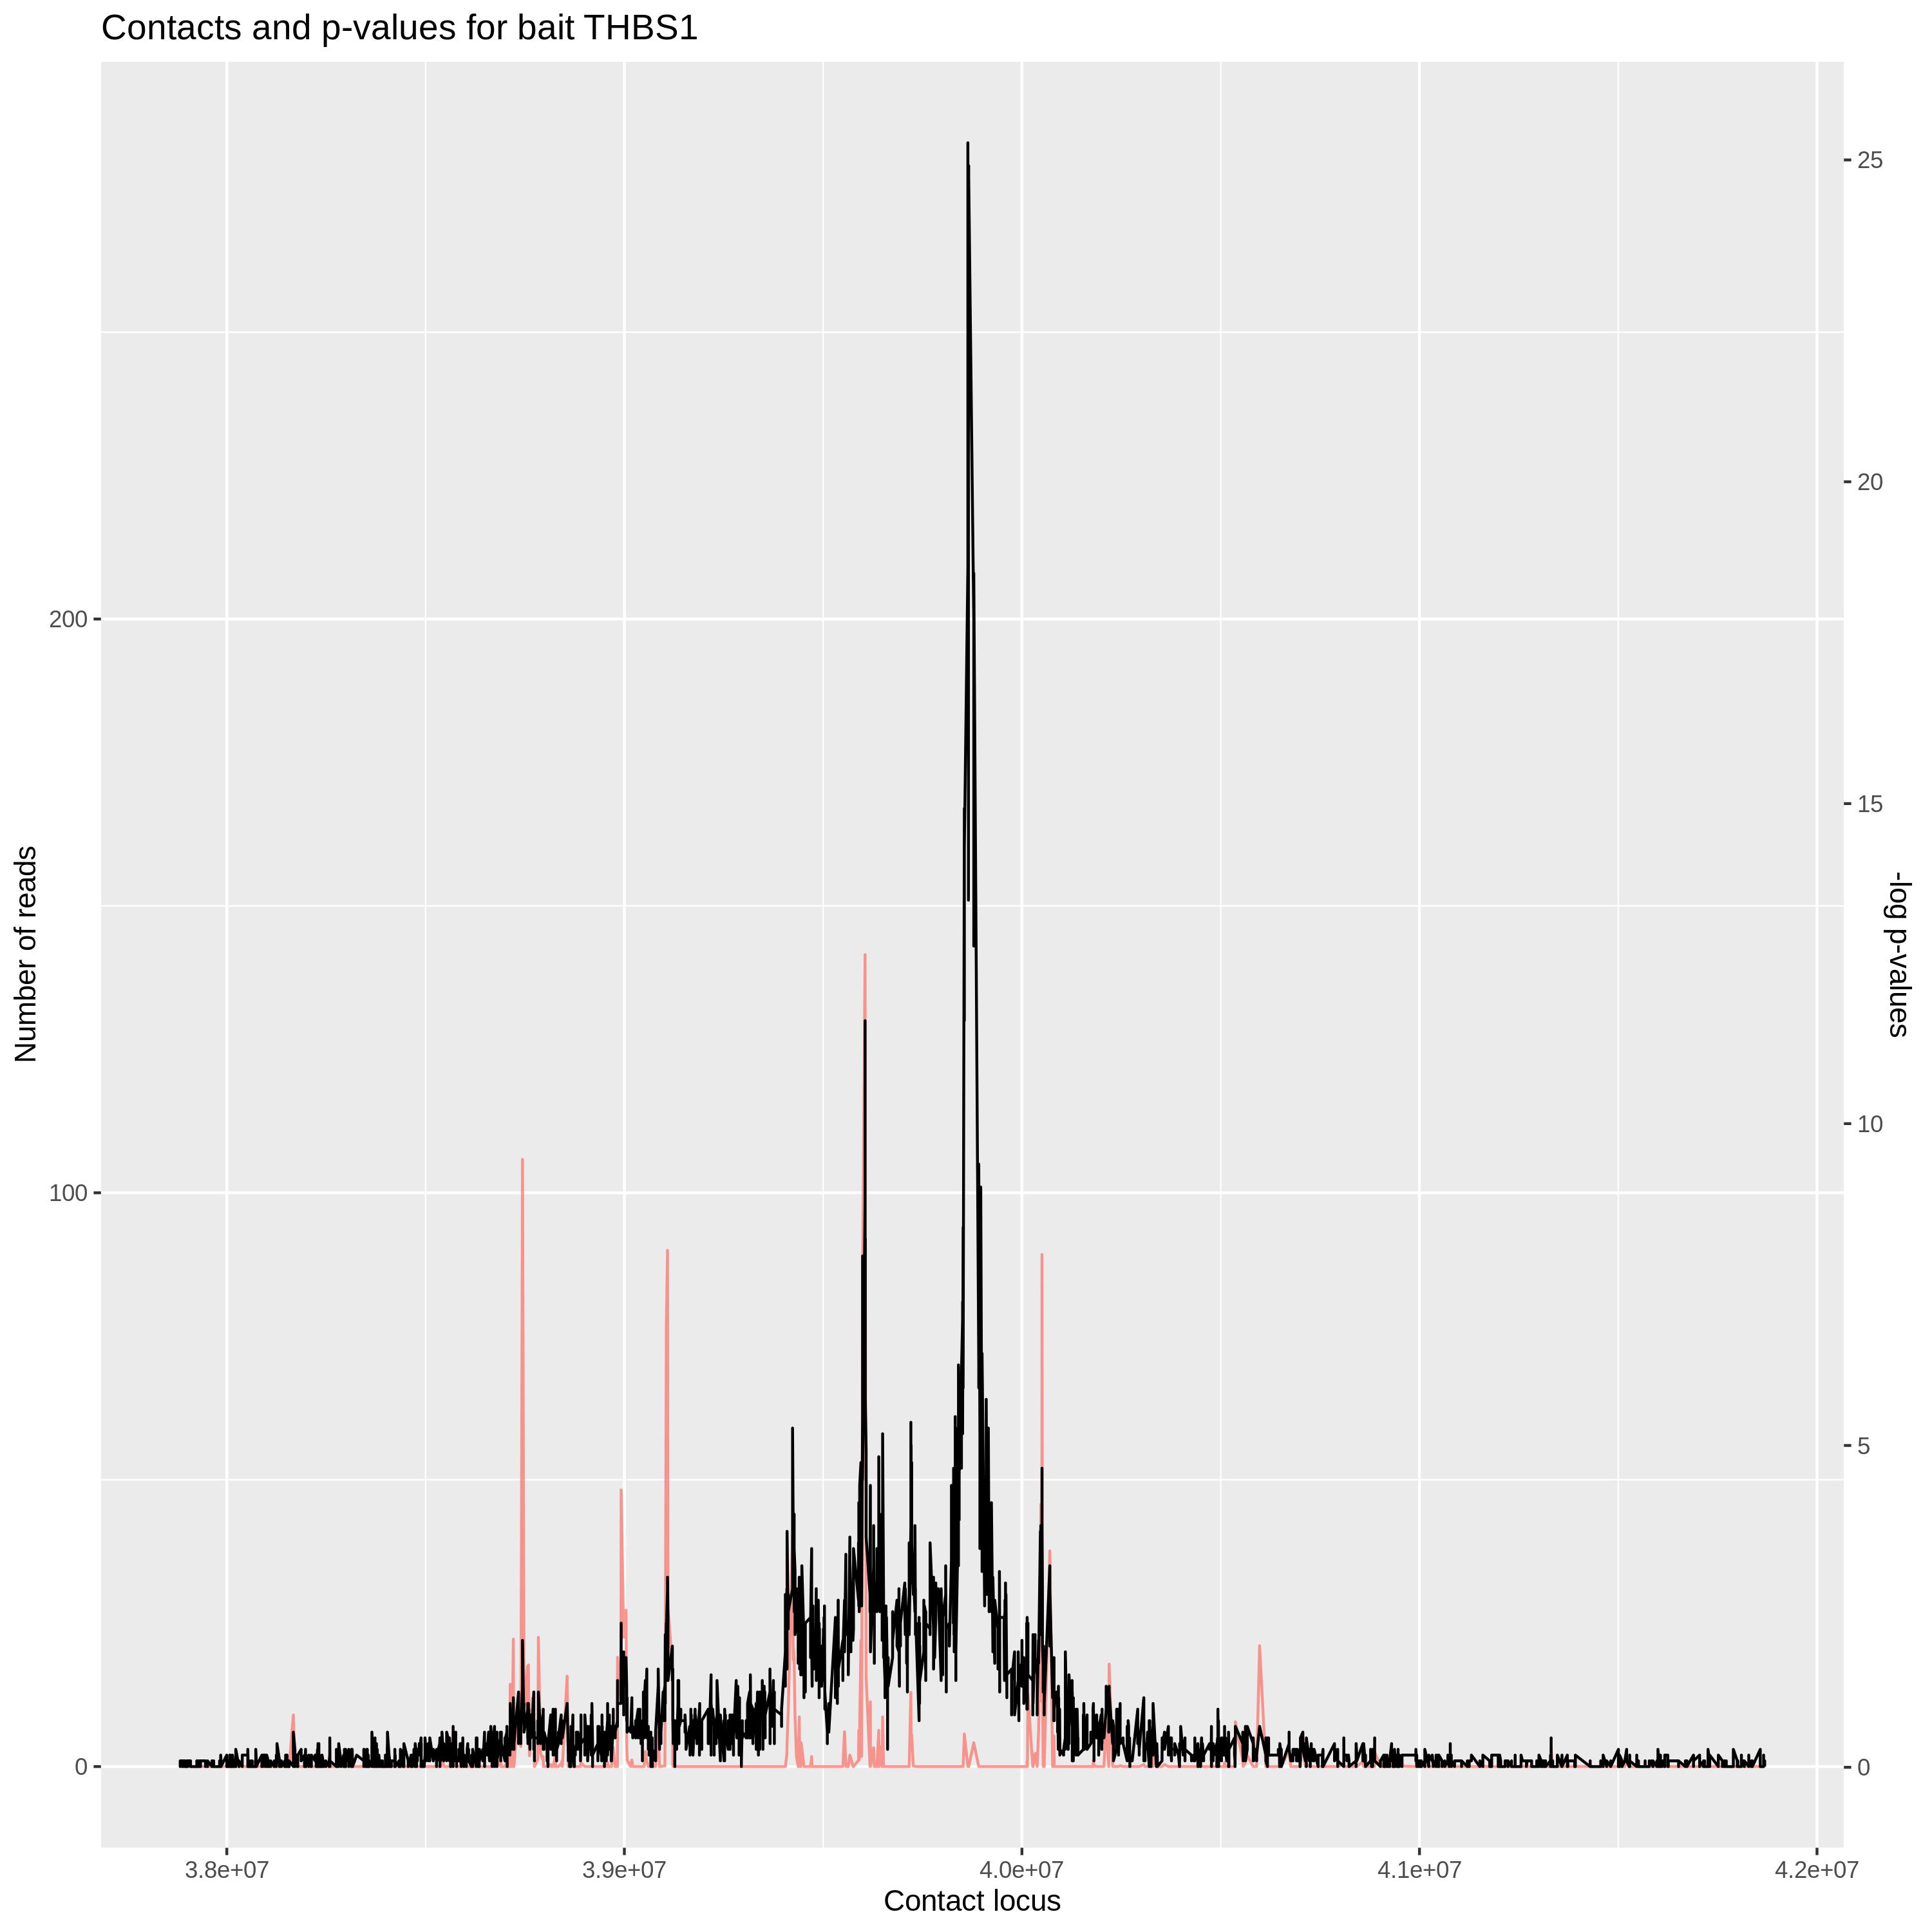 Contacts and p-values for bait THBS1
Number of reads
200
100
0
25
20
15
10
5
0
-log p-values
3.8e+07 3.9e+07 4.0e+07 4.1e+07 4.2e+07
Contact locus